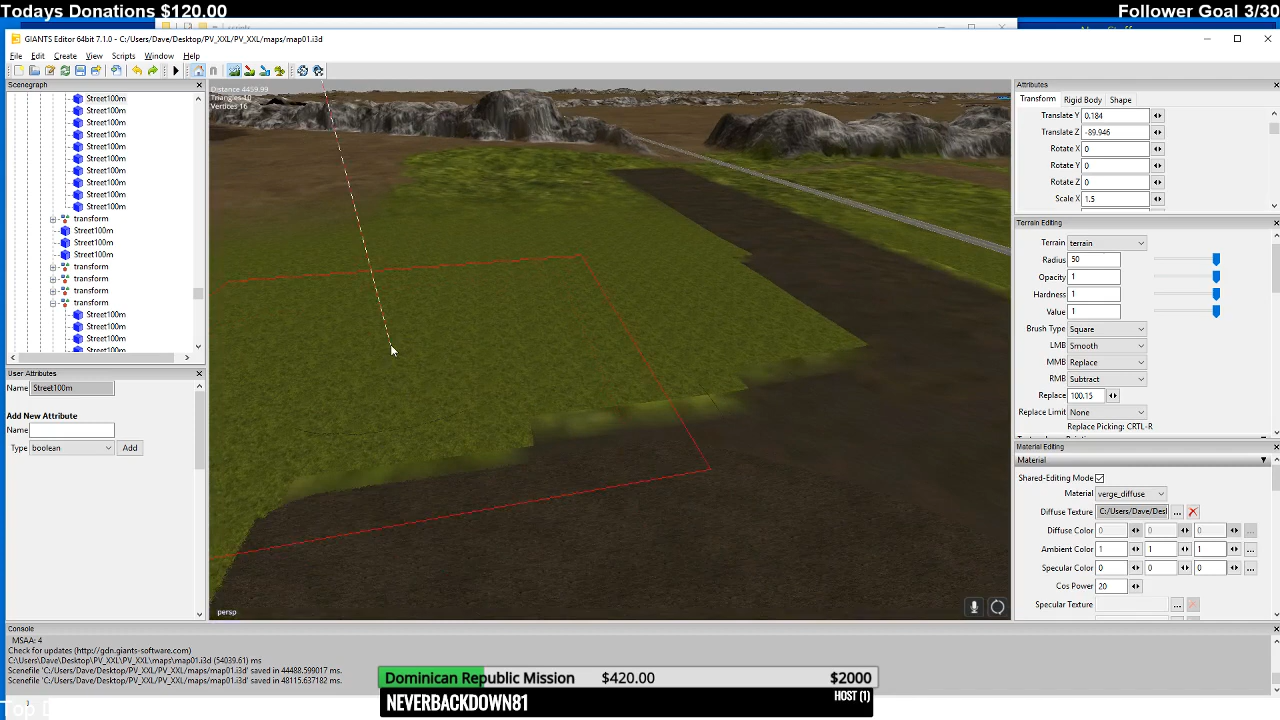 Todays Donations $120.00
Follower Goal 3/30
GIANTS Editor 64bit 7.1.0 - C:/Users/Dave/Desktop/PV_XXL/PV_XXL/maps/map01.i3d
File Edit Create View Scripts Window Help
Scenegraph
Street100m
Street100m
Street100m
Street100m
Street100m
Street100m
Street100m
Street100m
Street100m
Street100m
transform
Street100m
Street100m
Street100m
transform
transform
transform
transform
Street100m
Street100m
Street100m
Street100m
User Attributes
Name Street100m
Add New Attribute
Name
Type boolean Add
Distance 4459.99
Vertices 16
persp
Attributes
Transform Rigid Body Shape
Translate Y 0.184
Translate Z -89.946
Rotate X 0
Rotate Y 0
Rotate Z 0
Scale X 1.5
Terrain Editing
Terrain terrain
Radius 50
Opacity 1
Hardness 1
Value 1
Brush Type Square
LMB Smooth
MMB Replace
RMB Subtract
Replace 100.15
Replace Limit None
Replace Picking: CRTL-R
Material Editing
Material
Shared-Editing Mode
Material verge_diffuse
Diffuse Texture C:/Users/Dave/Desl ...
Diffuse Color 0 0 0 ...
Ambient Color 1 1 1 ...
Specular Color 0 0 0 ...
Cos Power 20
Specular Texture ...
Console
MSAA: 4
Check for updates (http://gdn.giants-software.com)
C:\Users\Dave\Desktop\PV_XXL\PV_XXL\maps\map01.i3d (54039.61) ms
Scenefile 'C:/Users/Dave/Desktop/PV_XXL/PV_XXL/maps/map01.i3d' saved in 44488.599017 ms.
Scenefile 'C:/Users/Dave/Desktop/PV_XXL/PV_XXL/maps/map01.i3d' saved in 48115.637182 ms.
Dominican Republic Mission $420.00 $2000
NEVERBACKDOWN81 HOST (1)